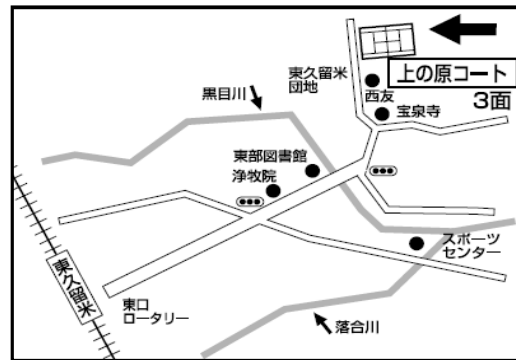 上の原コート
3面
東久留米
団地
西友
宝泉寺
黒目川
東部図書館
浄牧院
スポーツ
センター
東久留米
東口
ロータリー
落合川